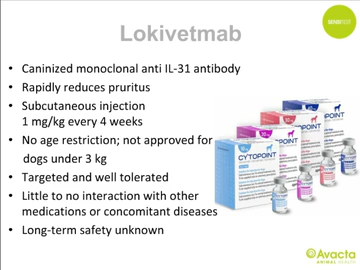 Lokivetmab
• Caninized monoclonal anti IL-31 antibody
• Rapidly reduces pruritus
• Subcutaneous injection
1 mg/kg every 4 weeks
• No age restriction; not approved for
dogs under 3 kg
• Targeted and well tolerated
• Little to no interaction with other
medications or concomitant diseases
• Long-term safety unknown
CYTOPOINT
Avacta
ANIMAL HEALTH